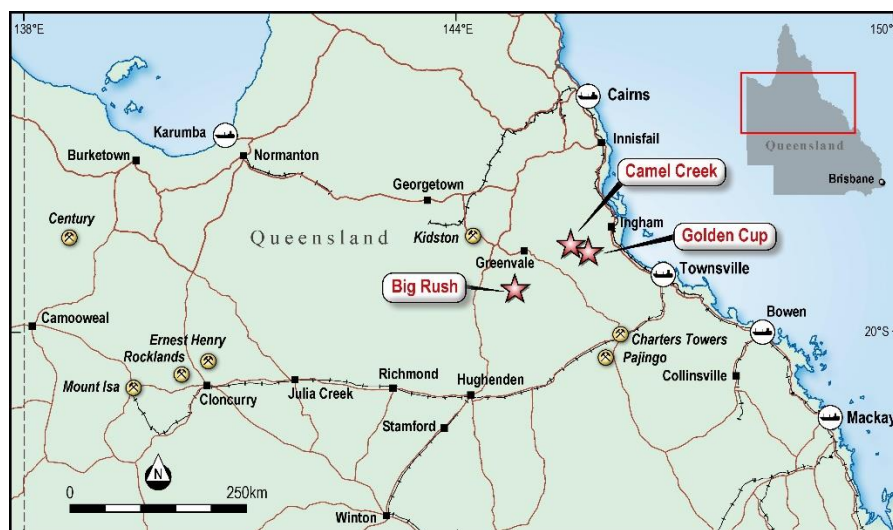 138°E
144°E
150°
Cairns
Karumba
Innisfail
Burketown
Normanton
Camel Creek
Queensland
Brisbane
Georgetown
Ingham
Century
Queensland
Kidston
Golden Cup
Greenvale
Townsville
Big Rush
Bowen
Camooweal
20°S
Ernest Henry
Rocklands
Charters Towers
Pajingo
Mount Isa
Richmond
Hughenden
Collinsville
Cloncurry
Julia Creek
Mackay
Stamford
N
0
250km
Winton